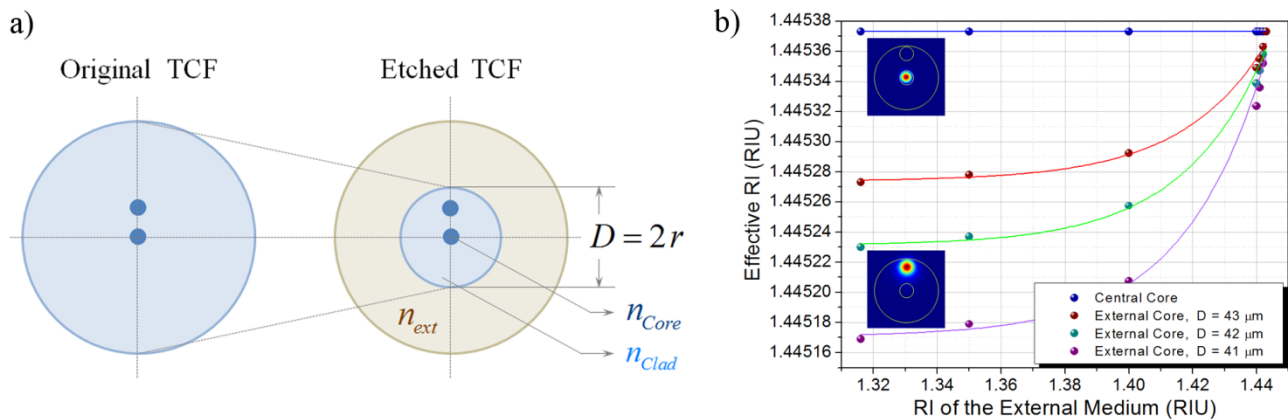 a)
Original TCF
Etched TCF
D = 2 r
n_Core
n_ext
n_Clad
b)
Effective RI (RIU)
1.44538
1.44536
1.44534
1.44532
1.44530
1.44528
1.44526
1.44524
1.44522
1.44520
1.44518
1.44516
Central Core
External Core, D = 43 μm
External Core, D = 42 μm
External Core, D = 41 μm
1.32 1.34 1.36 1.38 1.40 1.42 1.44
RI of the External Medium (RIU)